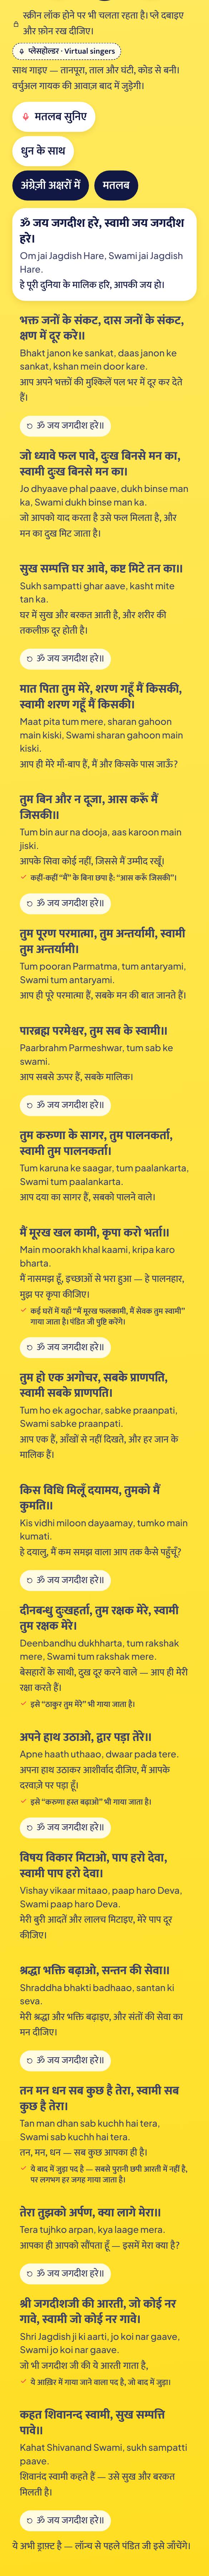 स्क्रीन लॉक होने पर भी चलता रहता है। प्ले दबाइए
और फ़ोन रख दीजिए।
प्लेसहोल्डर · Virtual singers
साथ गाइए — तानपूरा, ताल और घंटी, कोड से बनी।
वर्चुअल गायक की आवाज़ बाद में जुड़ेगी।
मतलब सुनिए
धुन के साथ
अंग्रेज़ी अक्षरों में
मतलब
ॐ जय जगदीश हरे, स्वामी जय जगदीश
हरे।
Om jai Jagdish Hare, Swami jai Jagdish
Hare.
हे पूरी दुनिया के मालिक हरि, आपकी जय हो।
भक्त जनों के संकट, दास जनों के संकट,
क्षण में दूर करे॥
Bhakt janon ke sankat, daas janon ke
sankat, kshan mein door kare.
आप अपने भक्तों की मुश्किलें पल भर में दूर कर देते
हैं।
ॐ जय जगदीश हरे॥
जो ध्यावे फल पावे, दुःख बिनसे मन का,
स्वामी दुःख बिनसे मन का।
Jo dhyaave phal paave, dukh binse man
ka, Swami dukh binse man ka.
जो आपको याद करता है उसे फल मिलता है, और
मन का दुख मिट जाता है।
सुख सम्पत्ति घर आवे, कष्ट मिटे तन का॥
Sukh sampatti ghar aave, kasht mite
tan ka.
घर में सुख और बरकत आती है, और शरीर की
तकलीफ़ दूर होती है।
ॐ जय जगदीश हरे॥
मात पिता तुम मेरे, शरण गहूँ मैं किसकी,
स्वामी शरण गहूँ मैं किसकी।
Maat pita tum mere, sharan gahoon
main kiski, Swami sharan gahoon main
kiski.
आप ही मेरे माँ-बाप हैं, मैं और किसके पास जाऊँ?
तुम बिन और न दूजा, आस करूँ मैं
जिसकी॥
Tum bin aur na dooja, aas karoon main
jiski.
आपके सिवा कोई नहीं, जिससे मैं उम्मीद रखूँ।
कहीं-कहीं “मैं” के बिना छपा है: “आस करूँ जिसकी”।
ॐ जय जगदीश हरे॥
तुम पूरण परमात्मा, तुम अन्तर्यामी, स्वामी
तुम अन्तर्यामी।
Tum pooran Parmatma, tum antaryami,
Swami tum antaryami.
आप ही पूरे परमात्मा हैं, सबके मन की बात जानते हैं।
पारब्रह्म परमेश्वर, तुम सब के स्वामी॥
Paarbrahm Parmeshwar, tum sab ke
swami.
आप सबसे ऊपर हैं, सबके मालिक।
ॐ जय जगदीश हरे॥
तुम करुणा के सागर, तुम पालनकर्ता,
स्वामी तुम पालनकर्ता।
Tum karuna ke saagar, tum paalankarta,
Swami tum paalankarta.
आप दया का सागर हैं, सबको पालने वाले।
मैं मूरख खल कामी, कृपा करो भर्ता॥
Main moorakh khal kaami, kripa karo
bharta.
मैं नासमझ हूँ, इच्छाओं से भरा हुआ — हे पालनहार,
मुझ पर कृपा कीजिए।
कई घरों में यहाँ “मैं मूरख फलकामी, मैं सेवक तुम स्वामी”
गाया जाता है। पंडित जी पुष्टि करेंगे।
ॐ जय जगदीश हरे॥
तुम हो एक अगोचर, सबके प्राणपति,
स्वामी सबके प्राणपति।
Tum ho ek agochar, sabke praanpati,
Swami sabke praanpati.
आप एक हैं, आँखों से नहीं दिखते, और हर जान के
मालिक हैं।
किस विधि मिलूँ दयामय, तुमको मैं
कुमति॥
Kis vidhi miloon dayaamay, tumko main
kumati.
हे दयालु, मैं कम समझ वाला आप तक कैसे पहुँचूँ?
ॐ जय जगदीश हरे॥
दीनबन्धु दुःखहर्ता, तुम रक्षक मेरे, स्वामी
तुम रक्षक मेरे।
Deenbandhu dukhharta, tum rakshak
mere, Swami tum rakshak mere.
बेसहारों के साथी, दुख दूर करने वाले — आप ही मेरी
रक्षा करते हैं।
इसे “ठाकुर तुम मेरे” भी गाया जाता है।
अपने हाथ उठाओ, द्वार पड़ा तेरे॥
Apne haath uthaao, dwaar pada tere.
अपना हाथ उठाकर आशीर्वाद दीजिए, मैं आपके
दरवाज़े पर पड़ा हूँ।
इसे “करुणा हस्त बढ़ाओ” भी गाया जाता है।
ॐ जय जगदीश हरे॥
विषय विकार मिटाओ, पाप हरो देवा,
स्वामी पाप हरो देवा।
Vishay vikaar mitaao, paap haro Deva,
Swami paap haro Deva.
मेरी बुरी आदतें और लालच मिटाइए, मेरे पाप दूर
कीजिए।
श्रद्धा भक्ति बढ़ाओ, सन्तन की सेवा॥
Shraddha bhakti badhaao, santan ki
seva.
मेरी श्रद्धा और भक्ति बढ़ाइए, और संतों की सेवा का
मन दीजिए।
ॐ जय जगदीश हरे॥
तन मन धन सब कुछ है तेरा, स्वामी सब
कुछ है तेरा।
Tan man dhan sab kuchh hai tera,
Swami sab kuchh hai tera.
तन, मन, धन — सब कुछ आपका ही है।
ये बाद में जुड़ा पद है — सबसे पुरानी छपी आरती में नहीं है,
पर लगभग हर जगह गाया जाता है।
तेरा तुझको अर्पण, क्या लागे मेरा॥
Tera tujhko arpan, kya laage mera.
आपका ही आपको सौंपता हूँ — इसमें मेरा क्या है?
ॐ जय जगदीश हरे॥
श्री जगदीशजी की आरती, जो कोई नर
गावे, स्वामी जो कोई नर गावे।
Shri Jagdish ji ki aarti, jo koi nar gaave,
Swami jo koi nar gaave.
जो भी जगदीश जी की ये आरती गाता है,
ये आख़िर में गाया जाने वाला पद है, जो बाद में जुड़ा।
कहत शिवानन्द स्वामी, सुख सम्पत्ति
पावे॥
Kahat Shivanand Swami, sukh sampatti
paave.
शिवानंद स्वामी कहते हैं — उसे सुख और बरकत
मिलती है।
ॐ जय जगदीश हरे॥
ये अभी ड्राफ़्ट है — लॉन्च से पहले पंडित जी इसे जाँचेंगे।